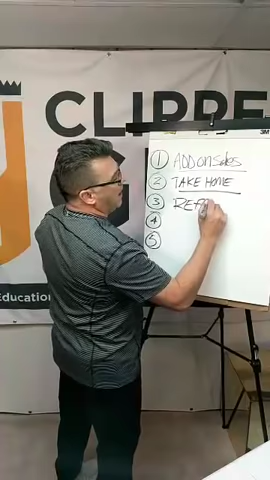 CLIPPE
3M
① ADD ON SALES
② TAKE HOME
③ REF
④
⑤
Education